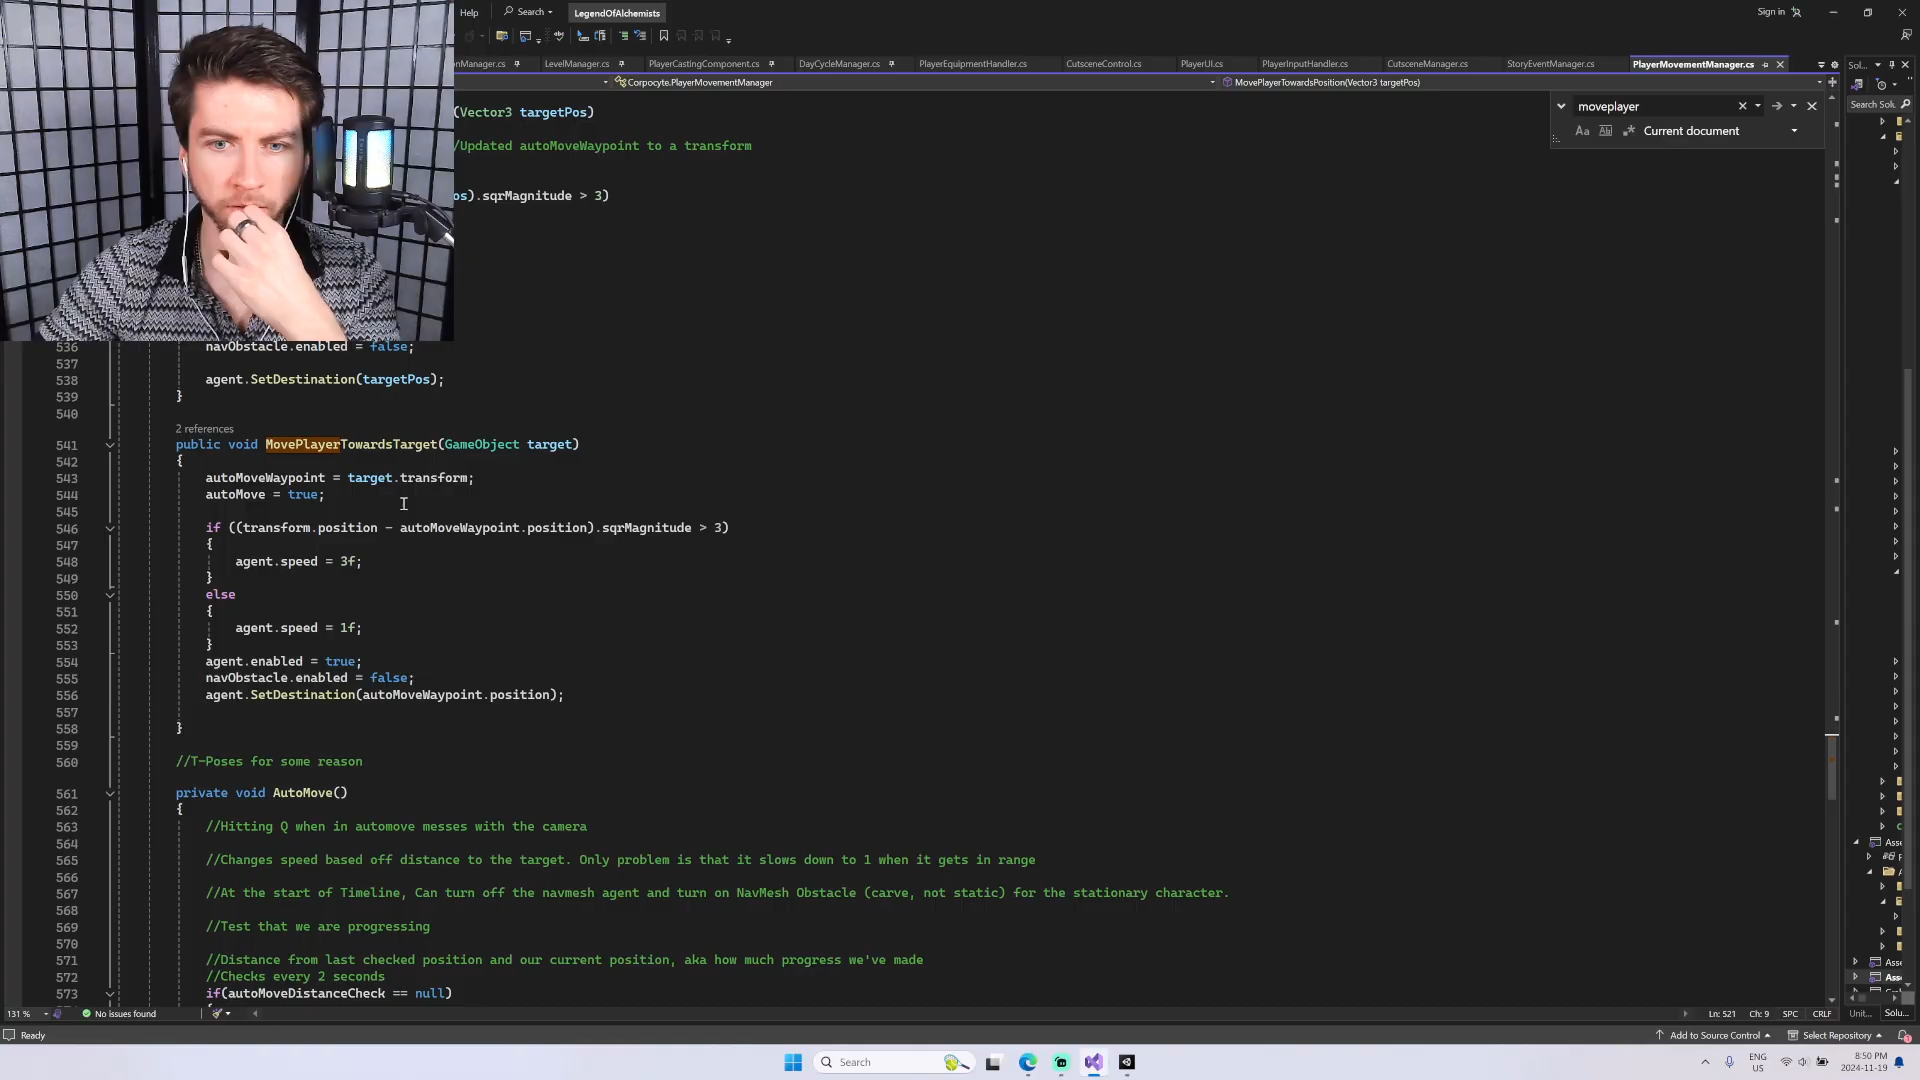 Help
Search
LegendOfAlchemists
Sign in
onManager.cs
LevelManager.cs
PlayerCastingComponent.cs
DayCycleManager.cs
PlayerEquipmentHandler.cs
CutsceneControl.cs
PlayerUI.cs
PlayerInputHandler.cs
CutsceneManager.cs
StoryEventManager.cs
PlayerMovementManager.cs
Sol...
Corpocyte.PlayerMovementManager
MovePlayerTowardsPosition(Vector3 targetPos)
Search Solu
moveplayer
Current document
(Vector3 targetPos)
/Updated autoMoveWaypoint to a transform
os).sqrMagnitude > 3)
536 navObstacle.enabled = false;
537
538 agent.SetDestination(targetPos);
539 }
540
2 references
541 public void MovePlayerTowardsTarget(GameObject target)
542 {
543 autoMoveWaypoint = target.transform;
544 autoMove = true;
545
546 if ((transform.position - autoMoveWaypoint.position).sqrMagnitude > 3)
547 {
548 agent.speed = 3f;
549 }
550 else
551 {
552 agent.speed = 1f;
553 }
554 agent.enabled = true;
555 navObstacle.enabled = false;
556 agent.SetDestination(autoMoveWaypoint.position);
557
558 }
559
560 //T-Poses for some reason
561 private void AutoMove()
562 {
563 //Hitting Q when in automove messes with the camera
564
565 //Changes speed based off distance to the target. Only problem is that it slows down to 1 when it gets in range
566
567 //At the start of Timeline, Can turn off the navmesh agent and turn on NavMesh Obstacle (carve, not static) for the stationary character.
568
569 //Test that we are progressing
570
571 //Distance from last checked position and our current position, aka how much progress we've made
572 //Checks every 2 seconds
573 if(autoMoveDistanceCheck == null)
Asse
Asse
Ass
131 %
No issues found
Ln: 521
Ch: 9
SPC
CRLF
Unit...
Solu...
Ready
Add to Source Control
Select Repository
Search
ENG
US
8:50 PM
2024-11-19